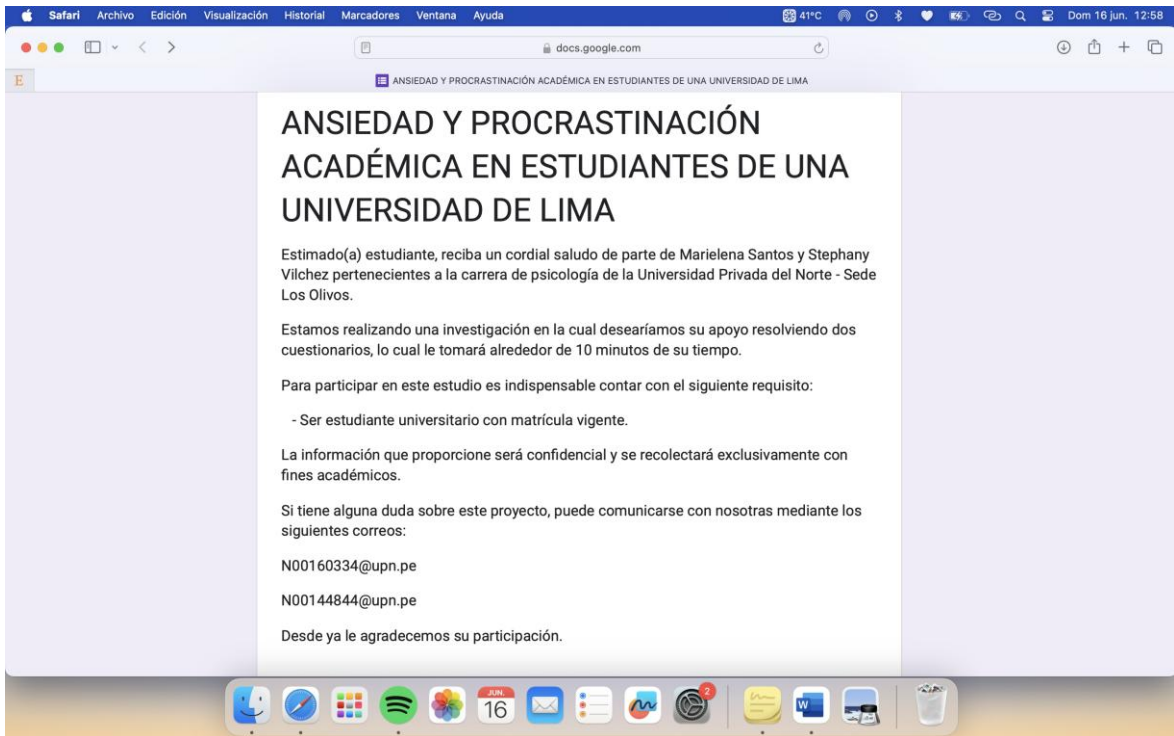 Safari Archivo Edición Visualización Historial Marcadores Ventana Ayuda 41°C Dom 16 jun. 12:58
docs.google.com
E
ANSIEDAD Y PROCRASTINACIÓN ACADÉMICA EN ESTUDIANTES DE UNA UNIVERSIDAD DE LIMA
ANSIEDAD Y PROCRASTINACIÓN
ACADÉMICA EN ESTUDIANTES DE UNA
UNIVERSIDAD DE LIMA
Estimado(a) estudiante, reciba un cordial saludo de parte de Marielena Santos y Stephany
Vilchez pertenecientes a la carrera de psicología de la Universidad Privada del Norte - Sede
Los Olivos.
Estamos realizando una investigación en la cual desearíamos su apoyo resolviendo dos
cuestionarios, lo cual le tomará alrededor de 10 minutos de su tiempo.
Para participar en este estudio es indispensable contar con el siguiente requisito:
- Ser estudiante universitario con matrícula vigente.
La información que proporcione será confidencial y se recolectará exclusivamente con
fines académicos.
Si tiene alguna duda sobre este proyecto, puede comunicarse con nosotras mediante los
siguientes correos:
N00160334@upn.pe
N00144844@upn.pe
Desde ya le agradecemos su participación.
JUN.
16
2
W